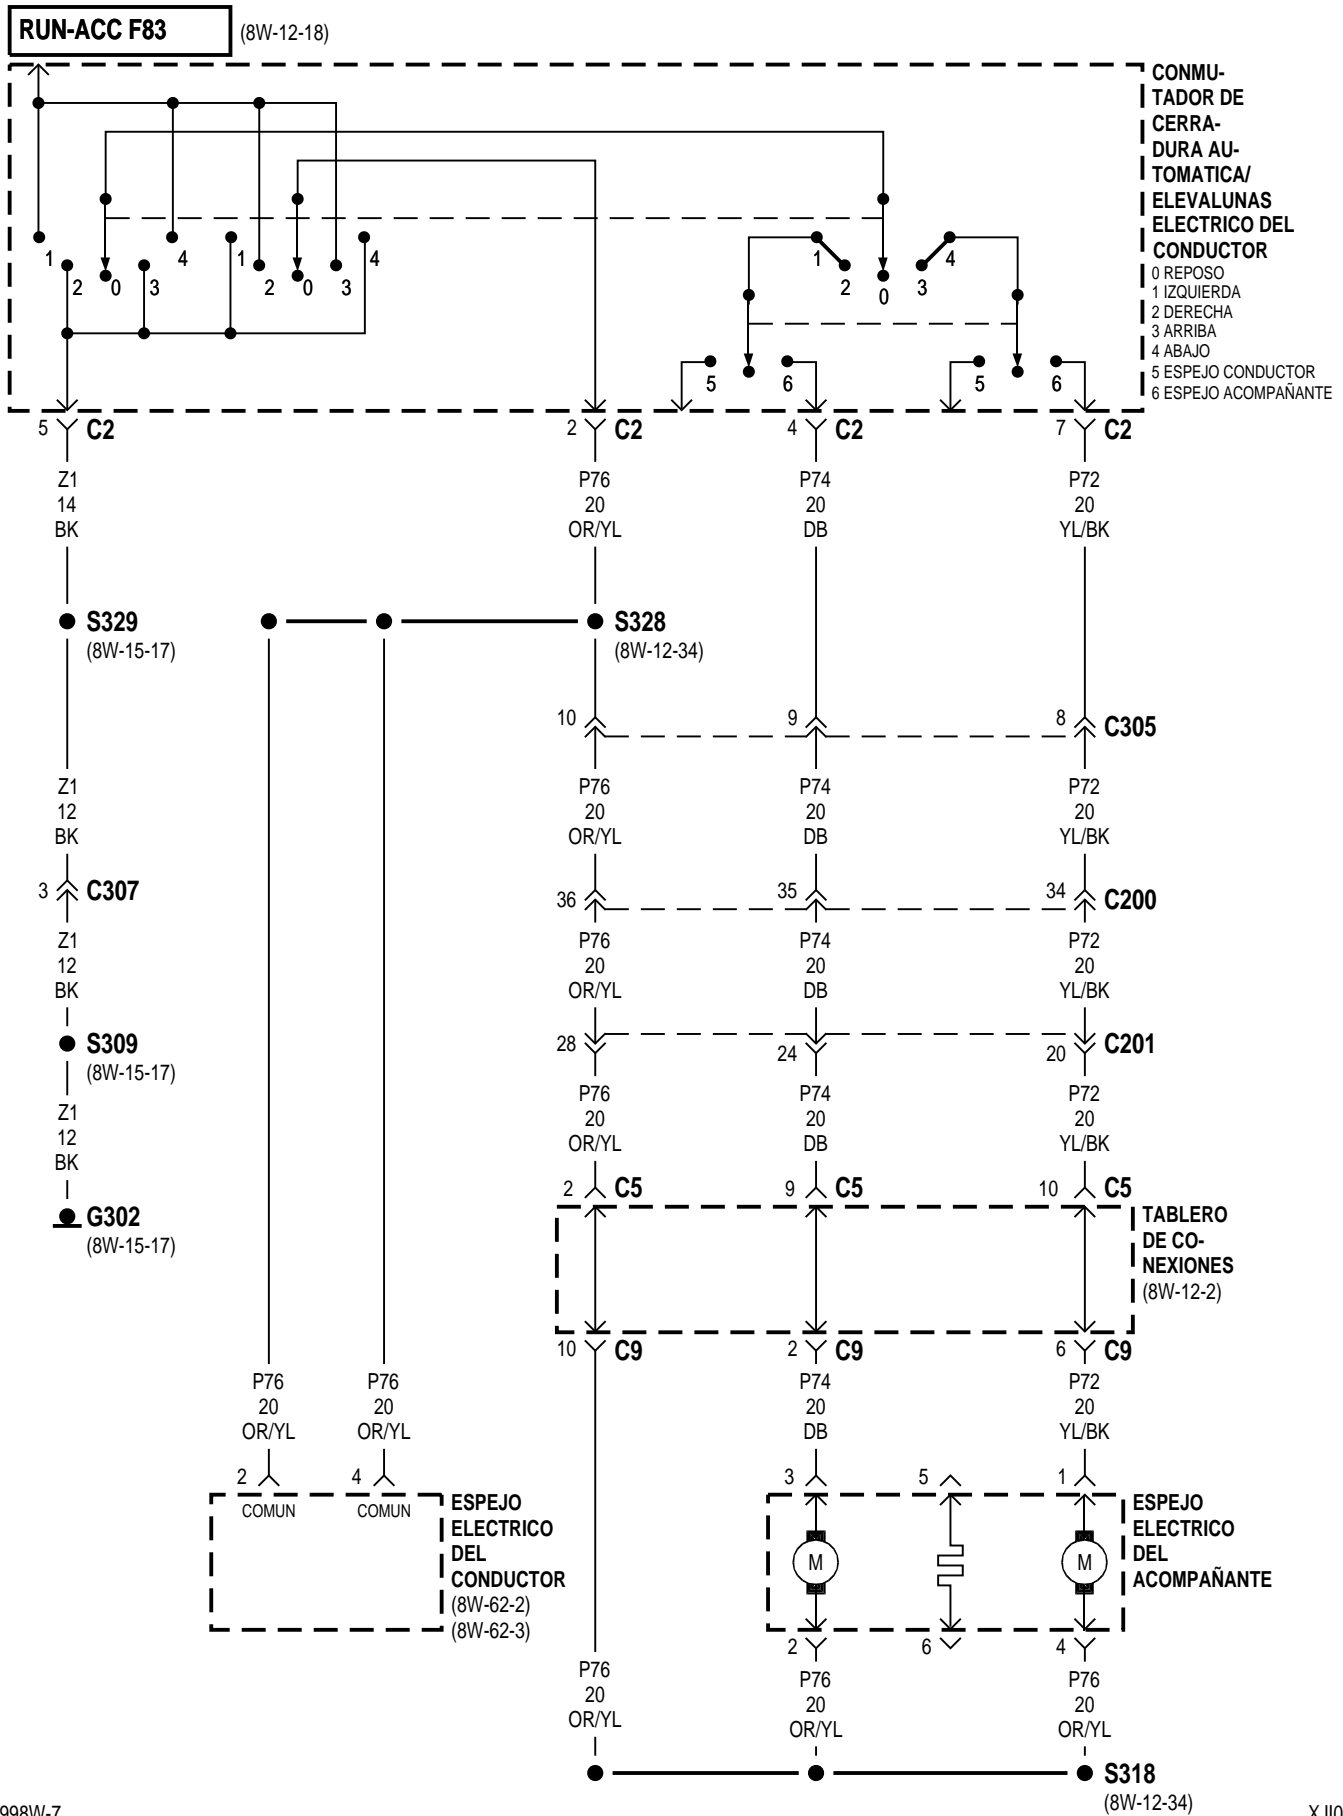 RUN-ACC F83
(8W-12-18)
CONMU-
TADOR DE
CERRA-
DURA AU-
TOMATICA/
ELEVALUNAS
ELECTRICO DEL
CONDUCTOR
0 REPOSO
1 IZQUIERDA
2 DERECHA
3 ARRIBA
4 ABAJO
5 ESPEJO CONDUCTOR
6 ESPEJO ACOMPAÑANTE
1 2 0 3 4 1 2 0 3 4
1 2 0 3 4
5 6 5 6
5 C2 2 C2 4 C2 7 C2
Z1 P76 P74 P72
14 20 20 20
BK OR/YL DB YL/BK
S329 S328
(8W-15-17) (8W-12-34)
10 9 8 C305
Z1 P76 P74 P72
12 20 20 20
BK OR/YL DB YL/BK
3 C307 36 35 34 C200
Z1 P76 P74 P72
12 20 20 20
BK OR/YL DB YL/BK
S309 28 24 20 C201
(8W-15-17)
Z1 P76 P74 P72
12 20 20 20
BK OR/YL DB YL/BK
2 C5 9 C5 10 C5
G302
(8W-15-17)
TABLERO
DE CO-
NEXIONES
(8W-12-2)
10 C9 2 C9 6 C9
P76 P76 P74 P72
20 20 20 20
OR/YL OR/YL DB YL/BK
2 4 3 5 1
COMUN COMUN
ESPEJO
ELECTRICO
DEL
CONDUCTOR
(8W-62-2)
(8W-62-3)
M M
ESPEJO
ELECTRICO
DEL
ACOMPAÑANTE
2 6 4
P76 P76 P76
20 20 20
OR/YL OR/YL OR/YL
S318
(8W-12-34)